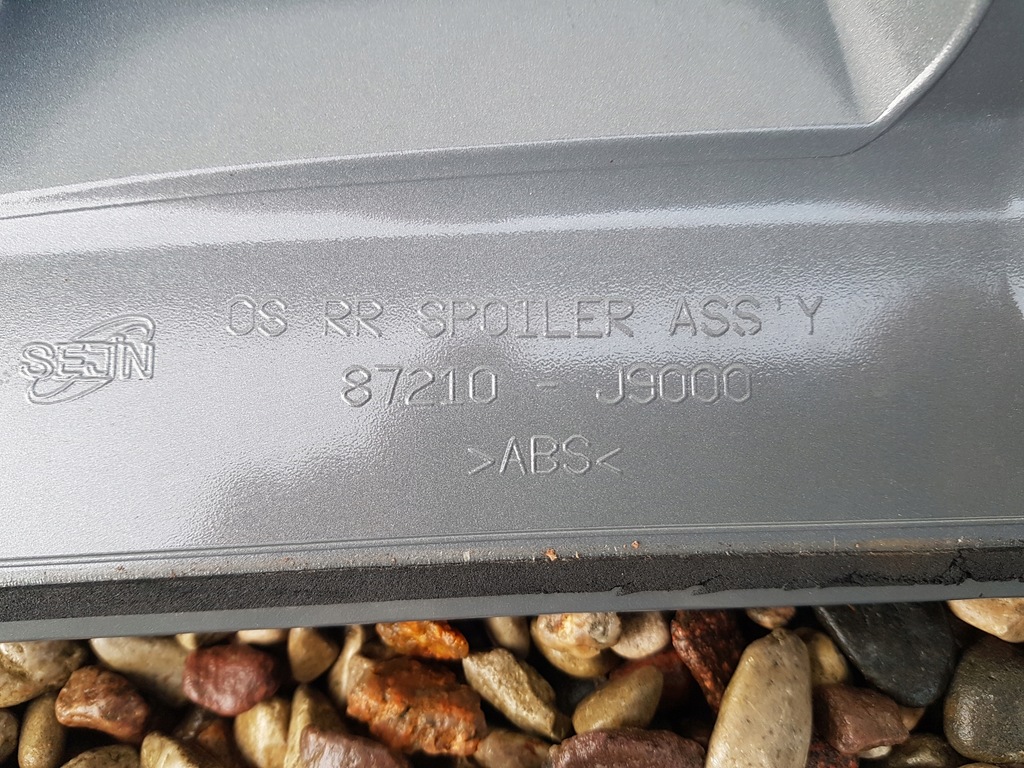 OS RR SPOILER ASS'Y
SEJIN
87210 - J9000
>ABS<